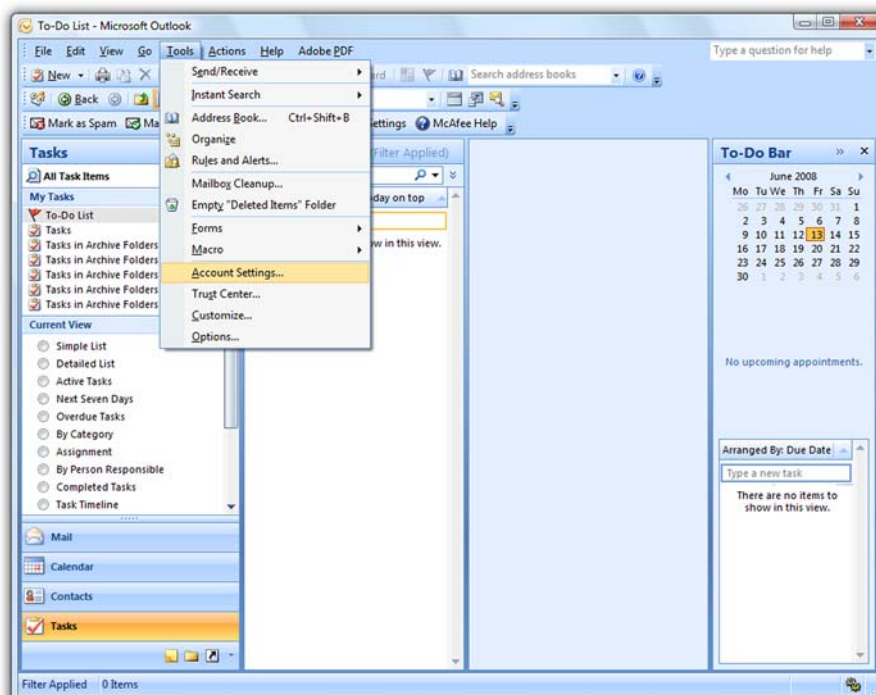 To-Do List - Microsoft Outlook
File Edit View Go Tools Actions Help Adobe PDF
Type a question for help
New
Search address books
Back
Mark as Spam
McAfee Help
Send/Receive
Instant Search
Address Book... Ctrl+Shift+B
Organize
Rules and Alerts...
Mailbox Cleanup...
Empty "Deleted Items" Folder
Forms
Macro
Account Settings...
Trust Center...
Customize...
Options...
Tasks
All Task Items
My Tasks
To-Do List
Tasks
Tasks in Archive Folders
Tasks in Archive Folders
Tasks in Archive Folders
Tasks in Archive Folders
Tasks in Archive Folders
Current View
Simple List
Detailed List
Active Tasks
Next Seven Days
Overdue Tasks
By Category
Assignment
By Person Responsible
Completed Tasks
Task Timeline
Mail
Calendar
Contacts
Tasks
(Filter Applied)
on top
in this view.
To-Do Bar
June 2008
Mo Tu We Th Fr Sa Su
26 27 28 29 30 31 1
2 3 4 5 6 7 8
9 10 11 12 13 14 15
16 17 18 19 20 21 22
23 24 25 26 27 28 29
30 1 2 3 4 5 6
No upcoming appointments.
Arranged By: Due Date
Type a new task
There are no items to
show in this view.
Filter Applied 0 Items